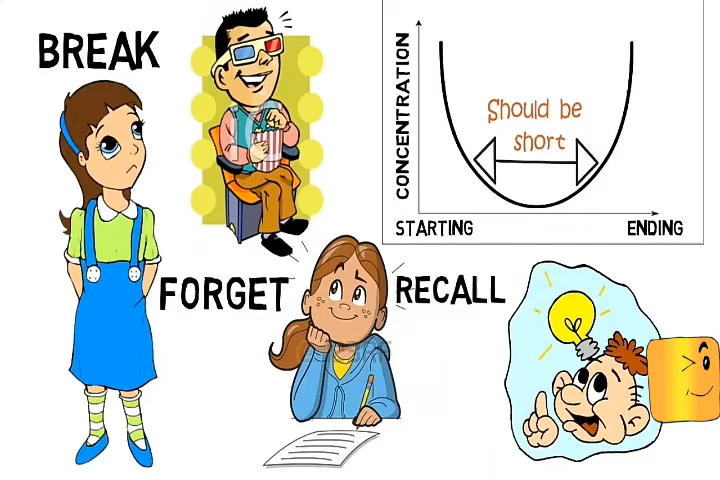 BREAK
CONCENTRATION
Should be
short
STARTING
ENDING
FORGET
RECALL